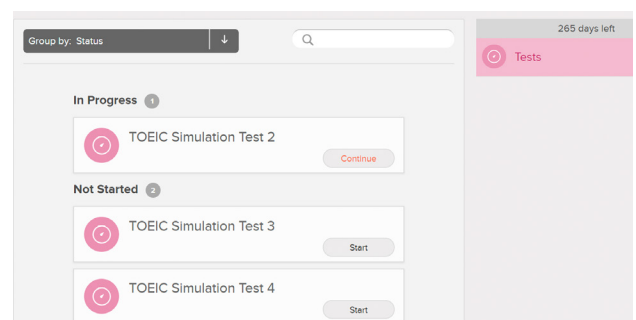 265 days left
Group by: Status
Tests
In Progress 1
TOEIC Simulation Test 2
Continue
Not Started 2
TOEIC Simulation Test 3
Start
TOEIC Simulation Test 4
Start